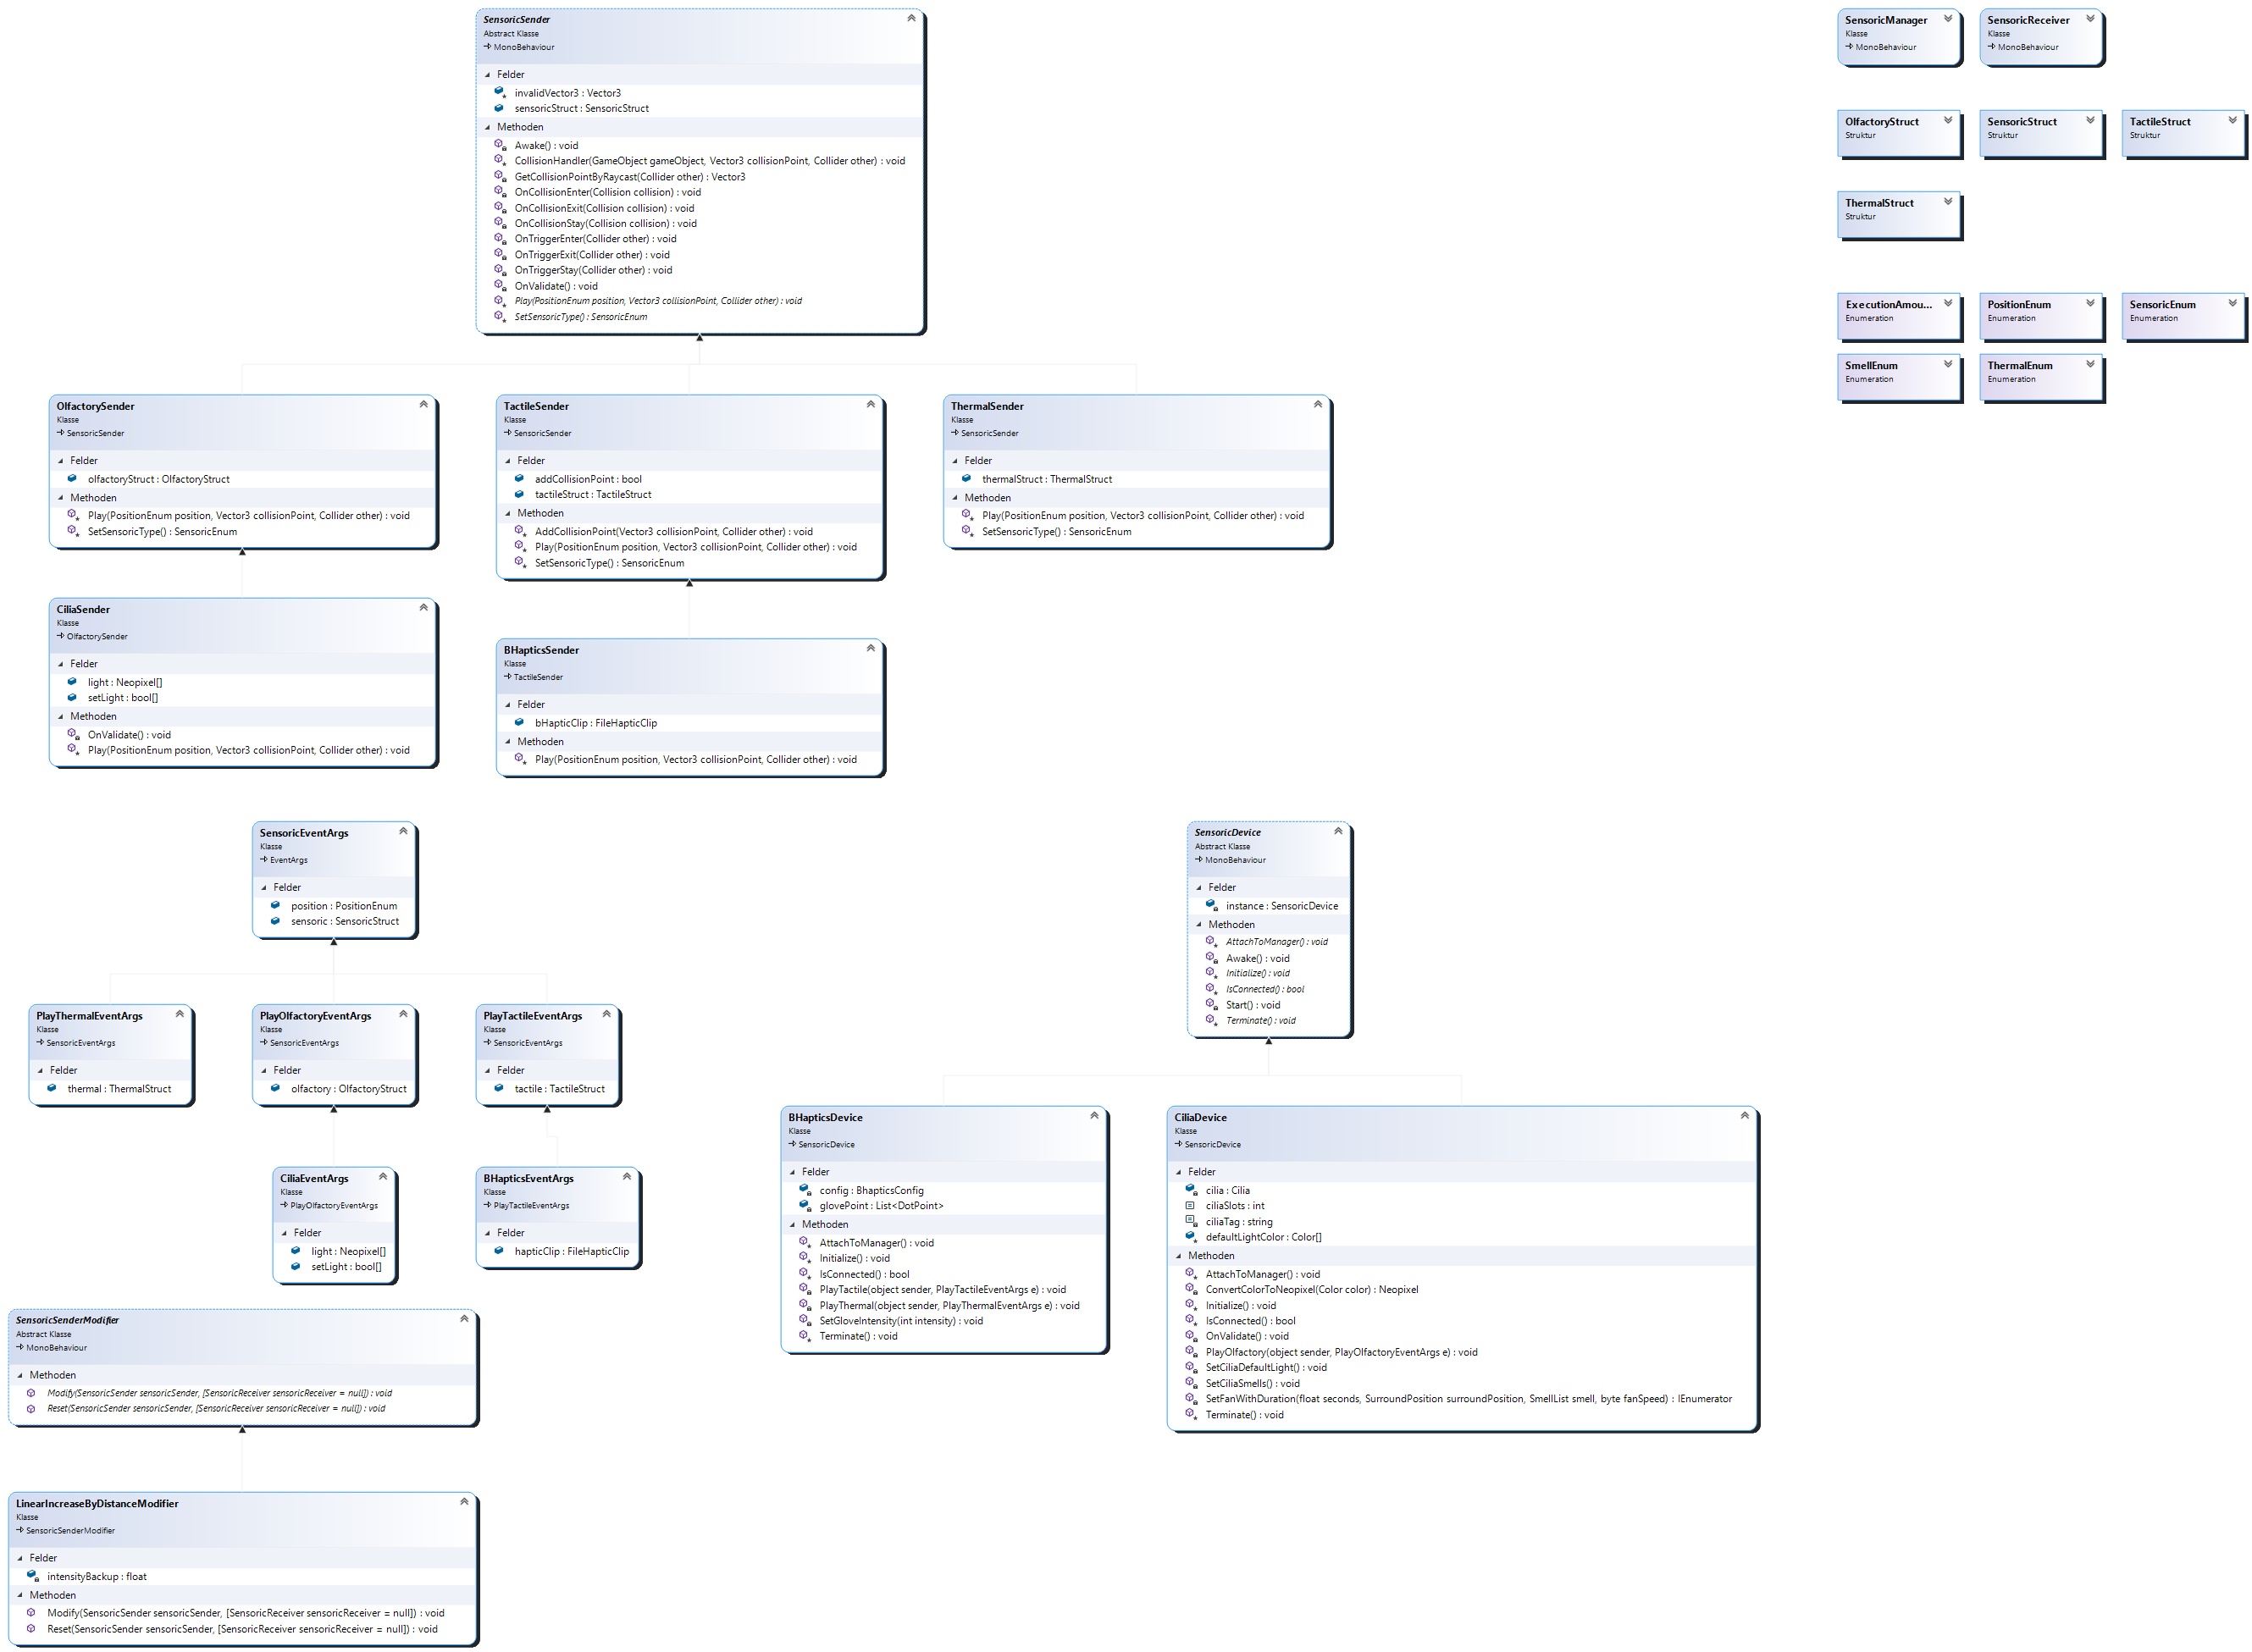 SensoricSender
Abstract Klasse
MonoBehaviour
Felder
invalidVector3 : Vector3
sensoricStruct : SensoricStruct
Methoden
Awake() : void
CollisionHandler(GameObject gameObject, Vector3 collisionPoint, Collider other) : void
GetCollisionPointByRaycast(Collider other) : Vector3
OnCollisionEnter(Collision collision) : void
OnCollisionExit(Collision collision) : void
OnCollisionStay(Collision collision) : void
OnTriggerEnter(Collider other) : void
OnTriggerExit(Collider other) : void
OnTriggerStay(Collider other) : void
OnValidate() : void
Play(PositionEnum position, Vector3 collisionPoint, Collider other) : void
SetSensoricType() : SensoricEnum
SensoricManager
Klasse
MonoBehaviour
SensoricReceiver
Klasse
MonoBehaviour
OlfactoryStruct
Struktur
SensoricStruct
Struktur
TactileStruct
Struktur
ThermalStruct
Struktur
ExecutionAmou...
Enumeration
PositionEnum
Enumeration
SensoricEnum
Enumeration
SmellEnum
Enumeration
ThermalEnum
Enumeration
OlfactorySender
Klasse
SensoricSender
Felder
olfactoryStruct : OlfactoryStruct
Methoden
Play(PositionEnum position, Vector3 collisionPoint, Collider other) : void
SetSensoricType() : SensoricEnum
TactileSender
Klasse
SensoricSender
Felder
addCollisionPoint : bool
tactileStruct : TactileStruct
Methoden
AddCollisionPoint(Vector3 collisionPoint, Collider other) : void
Play(PositionEnum position, Vector3 collisionPoint, Collider other) : void
SetSensoricType() : SensoricEnum
ThermalSender
Klasse
SensoricSender
Felder
thermalStruct : ThermalStruct
Methoden
Play(PositionEnum position, Vector3 collisionPoint, Collider other) : void
SetSensoricType() : SensoricEnum
CiliaSender
Klasse
OlfactorySender
Felder
light : Neopixel[]
setLight : bool[]
Methoden
OnValidate() : void
Play(PositionEnum position, Vector3 collisionPoint, Collider other) : void
BHapticsSender
Klasse
TactileSender
Felder
bHapticClip : FileHapticClip
Methoden
Play(PositionEnum position, Vector3 collisionPoint, Collider other) : void
SensoricEventArgs
Klasse
EventArgs
Felder
position : PositionEnum
sensoric : SensoricStruct
SensoricDevice
Abstract Klasse
MonoBehaviour
Felder
instance : SensoricDevice
Methoden
AttachToManager() : void
Awake() : void
Initialize() : void
IsConnected() : bool
Start() : void
Terminate() : void
PlayThermalEventArgs
Klasse
SensoricEventArgs
Felder
thermal : ThermalStruct
PlayOlfactoryEventArgs
Klasse
SensoricEventArgs
Felder
olfactory : OlfactoryStruct
PlayTactileEventArgs
Klasse
SensoricEventArgs
Felder
tactile : TactileStruct
BHapticsDevice
Klasse
SensoricDevice
Felder
config : BhapticsConfig
glovePoint : List<DotPoint>
Methoden
AttachToManager() : void
Initialize() : void
IsConnected() : bool
PlayTactile(object sender, PlayTactileEventArgs e) : void
PlayThermal(object sender, PlayThermalEventArgs e) : void
SetGloveIntensity(int intensity) : void
Terminate() : void
CiliaDevice
Klasse
SensoricDevice
Felder
cilia : Cilia
ciliaSlots : int
ciliaTag : string
defaultLightColor : Color[]
Methoden
AttachToManager() : void
ConvertColorToNeopixel(Color color) : Neopixel
Initialize() : void
IsConnected() : bool
OnValidate() : void
PlayOlfactory(object sender, PlayOlfactoryEventArgs e) : void
SetCiliaDefaultLight() : void
SetCiliaSmells() : void
SetFanWithDuration(float seconds, SurroundPosition surroundPosition, SmellList smell, byte fanSpeed) : IEnumerator
Terminate() : void
CiliaEventArgs
Klasse
PlayOlfactoryEventArgs
Felder
light : Neopixel[]
setLight : bool[]
BHapticsEventArgs
Klasse
PlayTactileEventArgs
Felder
hapticClip : FileHapticClip
SensoricSenderModifier
Abstract Klasse
MonoBehaviour
Methoden
Modify(SensoricSender sensoricSender, [SensoricReceiver sensoricReceiver = null]) : void
Reset(SensoricSender sensoricSender, [SensoricReceiver sensoricReceiver = null]) : void
LinearIncreaseByDistanceModifier
Klasse
SensoricSenderModifier
Felder
intensityBackup : float
Methoden
Modify(SensoricSender sensoricSender, [SensoricReceiver sensoricReceiver = null]) : void
Reset(SensoricSender sensoricSender, [SensoricReceiver sensoricReceiver = null]) : void